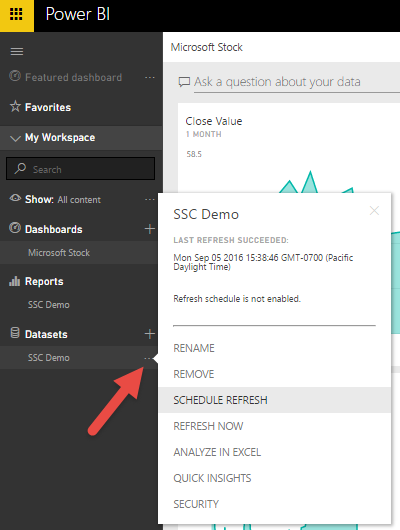 Power BI
Featured dashboard ...
Favorites
My Workspace
Search
Show: All content ...
Dashboards +
Microsoft Stock
Reports
SSC Demo
Datasets +
SSC Demo ...
Microsoft Stock
Ask a question about your data
Close Value
1 MONTH
58.5
SSC Demo
LAST REFRESH SUCCEEDED:
Mon Sep 05 2016 15:38:46 GMT-0700 (Pacific
Daylight Time)
Refresh schedule is not enabled.
RENAME
REMOVE
SCHEDULE REFRESH
REFRESH NOW
ANALYZE IN EXCEL
QUICK INSIGHTS
SECURITY